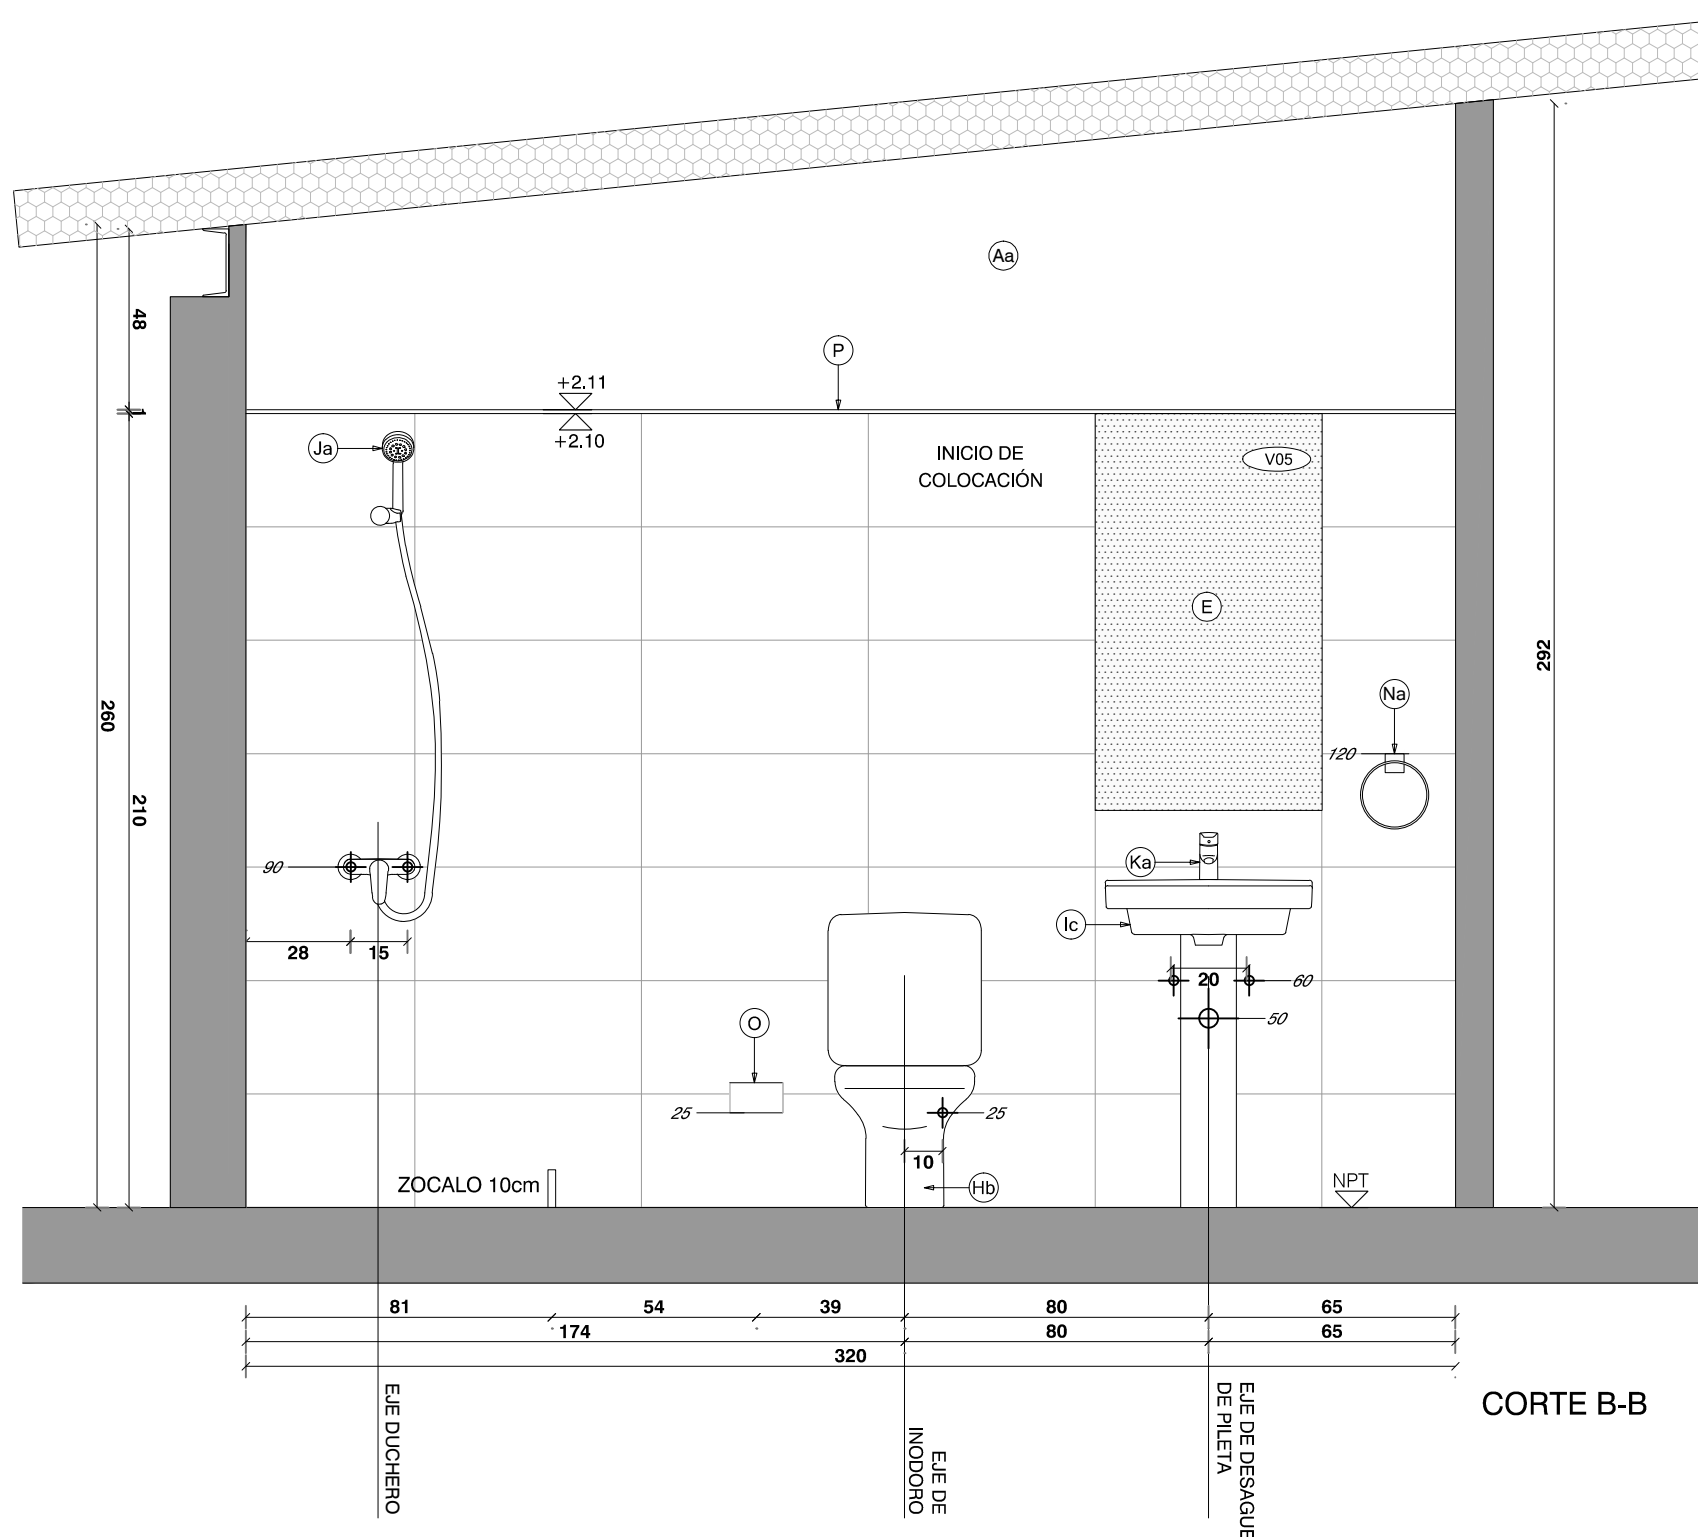 Aa
48
P
+2.11
1
+2.10
Ja
INICIO DE
COLOCACIÓN
V05
E
292
Na
260
120
210
90
Ka
Ic
28
15
20
60
O
50
25
25
10
ZOCALO 10cm
Hb
NPT
81
54
39
80
65
174
80
65
320
EJE DUCHERO
EJE DE
INODORO
EJE DE DESAGUE
DE PILETA
CORTE B-B